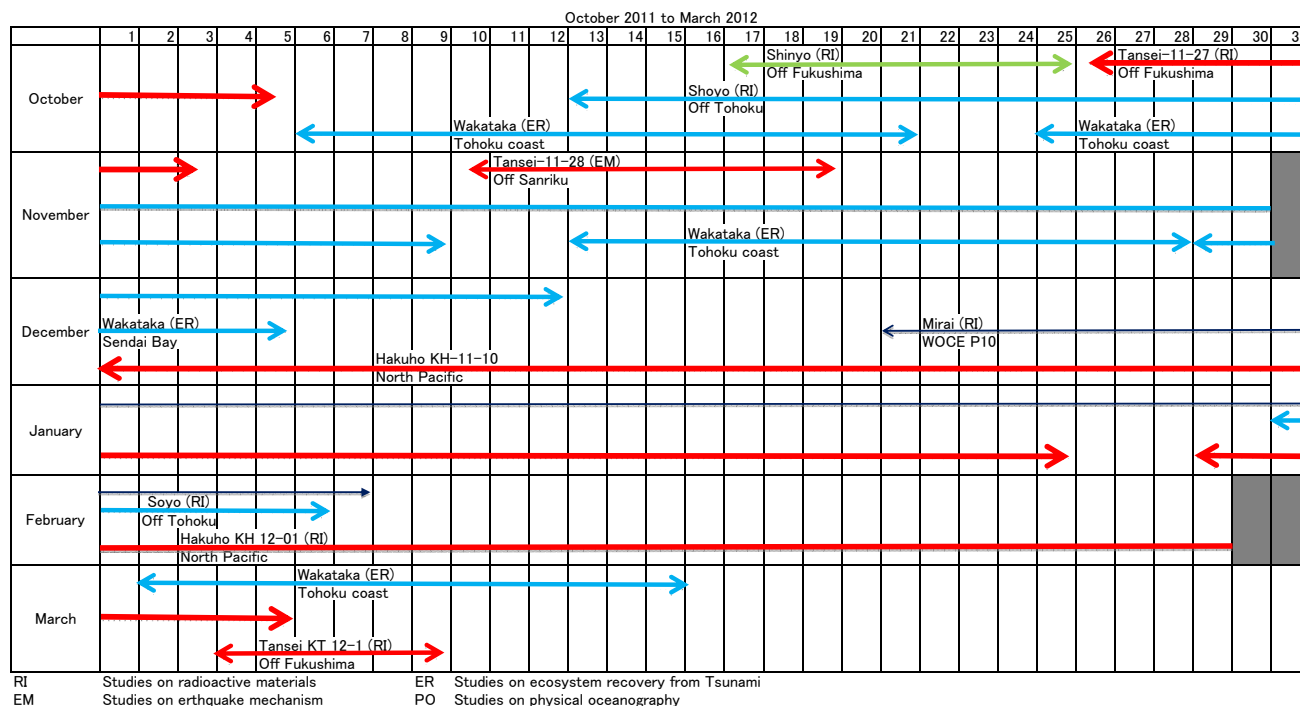 October 2011 to March 2012
1 2 3 4 5 6 7 8 9 10 11 12 13 14 15 16 17 18 19 20 21 22 23 24 25 26 27 28 29 30 3
October
Shinyo (RI)
Off Fukushima
Tansei-11-27 (RI)
Off Fukushima
Shoyo (RI)
Off Tohoku
Wakataka (ER)
Tohoku coast
Wakataka (ER)
Tohoku coast
November
Tansei-11-28 (EM)
Off Sanriku
Wakataka (ER)
Tohoku coast
December
Wakataka (ER)
Sendai Bay
Mirai (RI)
WOCE P10
Hakuho KH-11-10
North Pacific
January
February
Soyo (RI)
Off Tohoku
Hakuho KH 12-01 (RI)
North Pacific
March
Wakataka (ER)
Tohoku coast
Tansei KT 12-1 (RI)
Off Fukushima
RI Studies on radioactive materials ER Studies on ecosystem recovery from Tsunami
EM Studies on erthquake mechanism PO Studies on physical oceanography